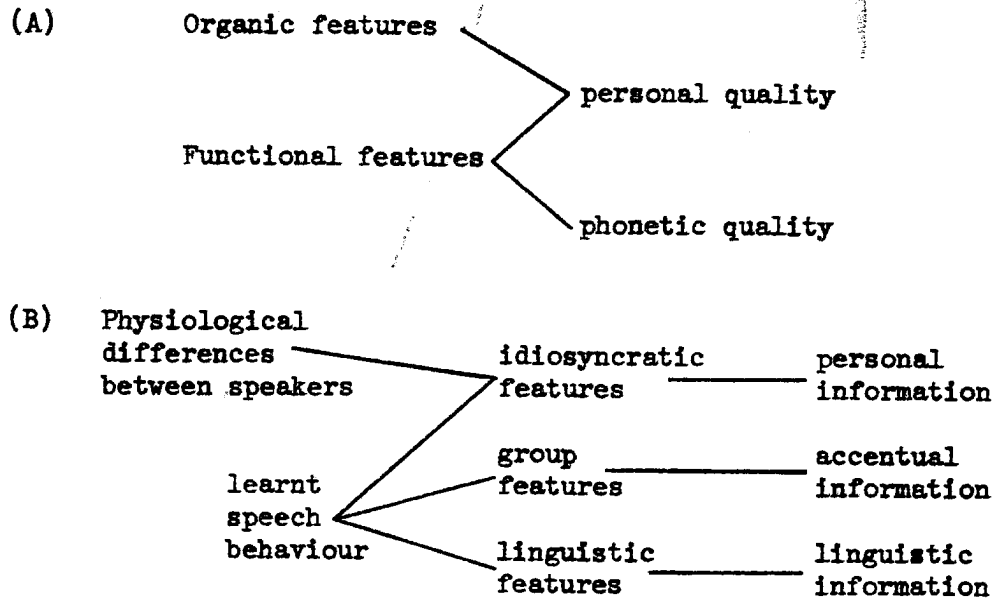 (A) Organic features
personal quality
Functional features
phonetic quality
(B) Physiological
differences
between speakers
idiosyncratic
features
personal
information
group
features
accentual
information
learnt
speech
behaviour
linguistic
features
linguistic
information